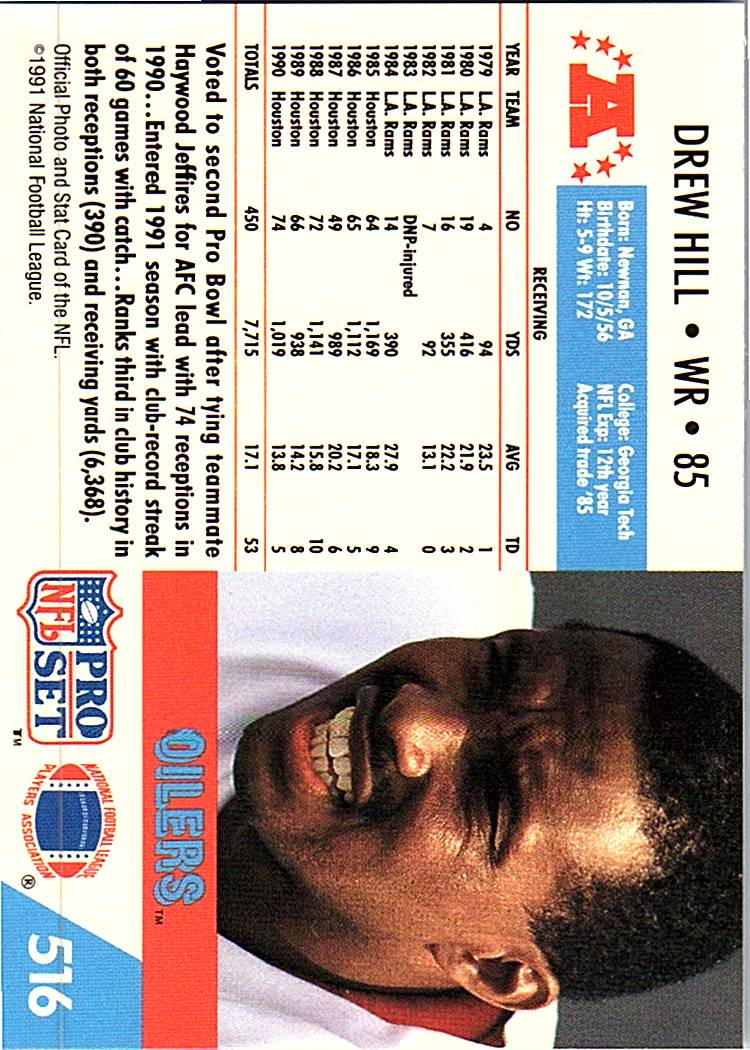 DREW HILL • WR • 85
A
Born: Newnan, GA College: Georgia Tech
Birthdate: 10/5/56 NFL Exp: 12th year
Ht: 5-9 Wt: 172 Acquired trade '85
RECEIVING
YEAR TEAM NO YDS AVG TD
1979 L.A. Rams 4 94 23.5 1
1980 L.A. Rams 19 416 21.9 2
1981 L.A. Rams 16 355 22.2 3
1982 L.A. Rams 7 92 13.1 0
1983 L.A. Rams DNP-injured
1984 L.A. Rams 14 390 27.9 4
1985 Houston 64 1,169 18.3 9
1986 Houston 65 1,112 17.1 5
1987 Houston 49 989 20.2 6
1988 Houston 72 1,141 15.8 10
1989 Houston 66 938 14.2 8
1990 Houston 74 1,019 13.8 5
TOTALS 450 7,715 17.1 53
Voted to second Pro Bowl after tying teammate
Haywood Jeffires for AFC lead with 74 receptions in
1990...Entered 1991 season with club-record streak
of 60 games with catch...Ranks third in club history in
both receptions (390) and receiving yards (6,368).
Official Photo and Stat Card of the NFL.
©1991 National Football League.
OILERS™
NFL
PRO
SET™
NATIONAL FOOTBALL LEAGUE
PLAYERS ASSOCIATION®
516